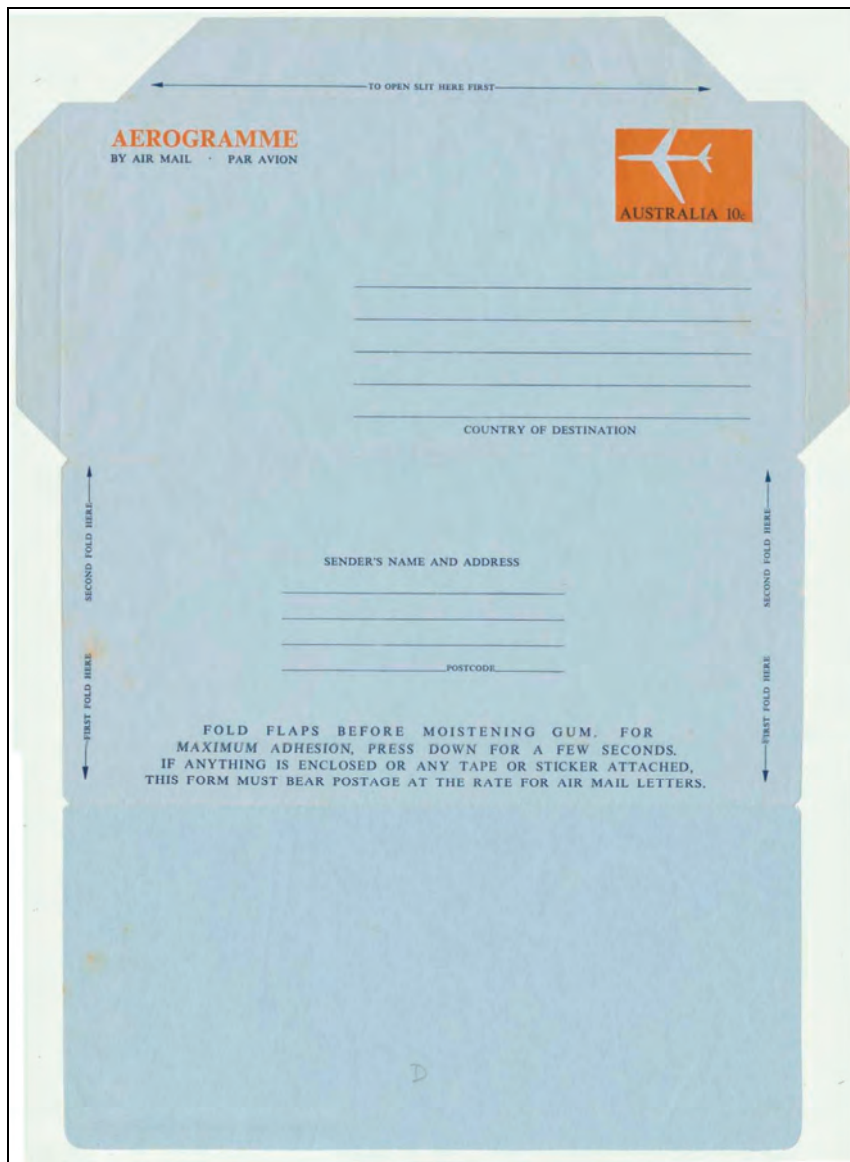 TO OPEN SLIT HERE FIRST
AEROGRAMME
BY AIR MAIL · PAR AVION
AUSTRALIA 10c
COUNTRY OF DESTINATION
SECOND FOLD HERE
SECOND FOLD HERE
SENDER'S NAME AND ADDRESS
POSTCODE
FIRST FOLD HERE
FIRST FOLD HERE
FOLD FLAPS BEFORE MOISTENING GUM. FOR
MAXIMUM ADHESION, PRESS DOWN FOR A FEW SECONDS.
IF ANYTHING IS ENCLOSED OR ANY TAPE OR STICKER ATTACHED,
THIS FORM MUST BEAR POSTAGE AT THE RATE FOR AIR MAIL LETTERS.
D